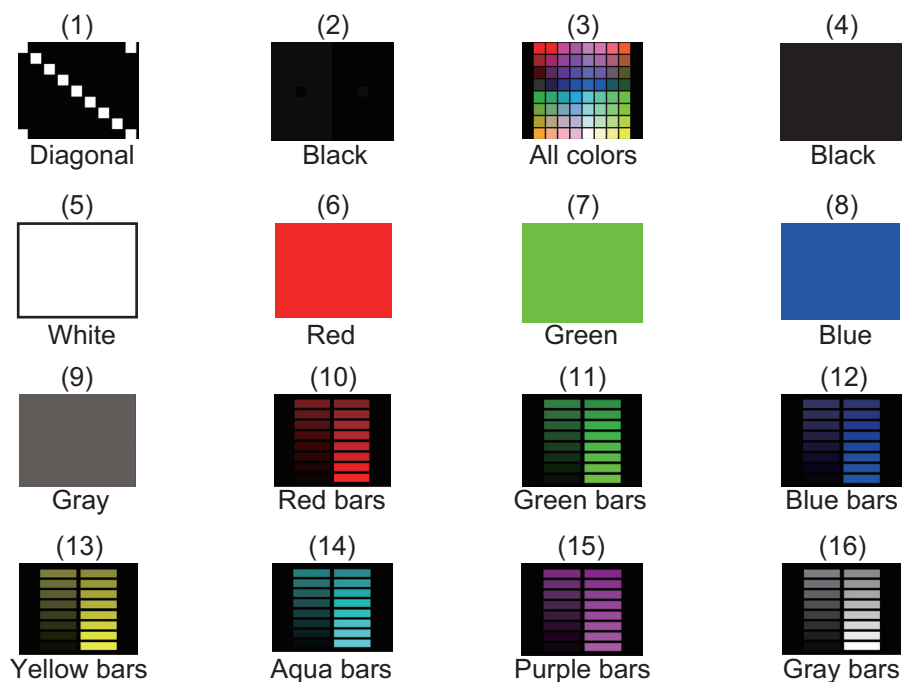 (1) (2) (3) (4)
Diagonal Black All colors Black
(5) (6) (7) (8)
White Red Green Blue
(9) (10) (11) (12)
Gray Red bars Green bars Blue bars
(13) (14) (15) (16)
Yellow bars Aqua bars Purple bars Gray bars